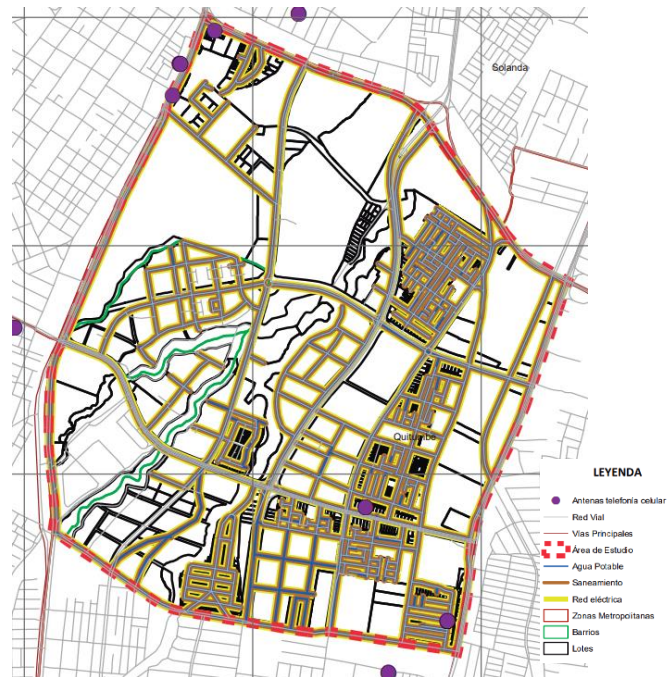 Solanda
Quitumbe
LEYENDA
Antenas telefonía celular
Red Vial
Vías Principales
Área de Estudio
Agua Potable
Saneamiento
Red eléctrica
Zonas Metropolitanas
Barrios
Lotes